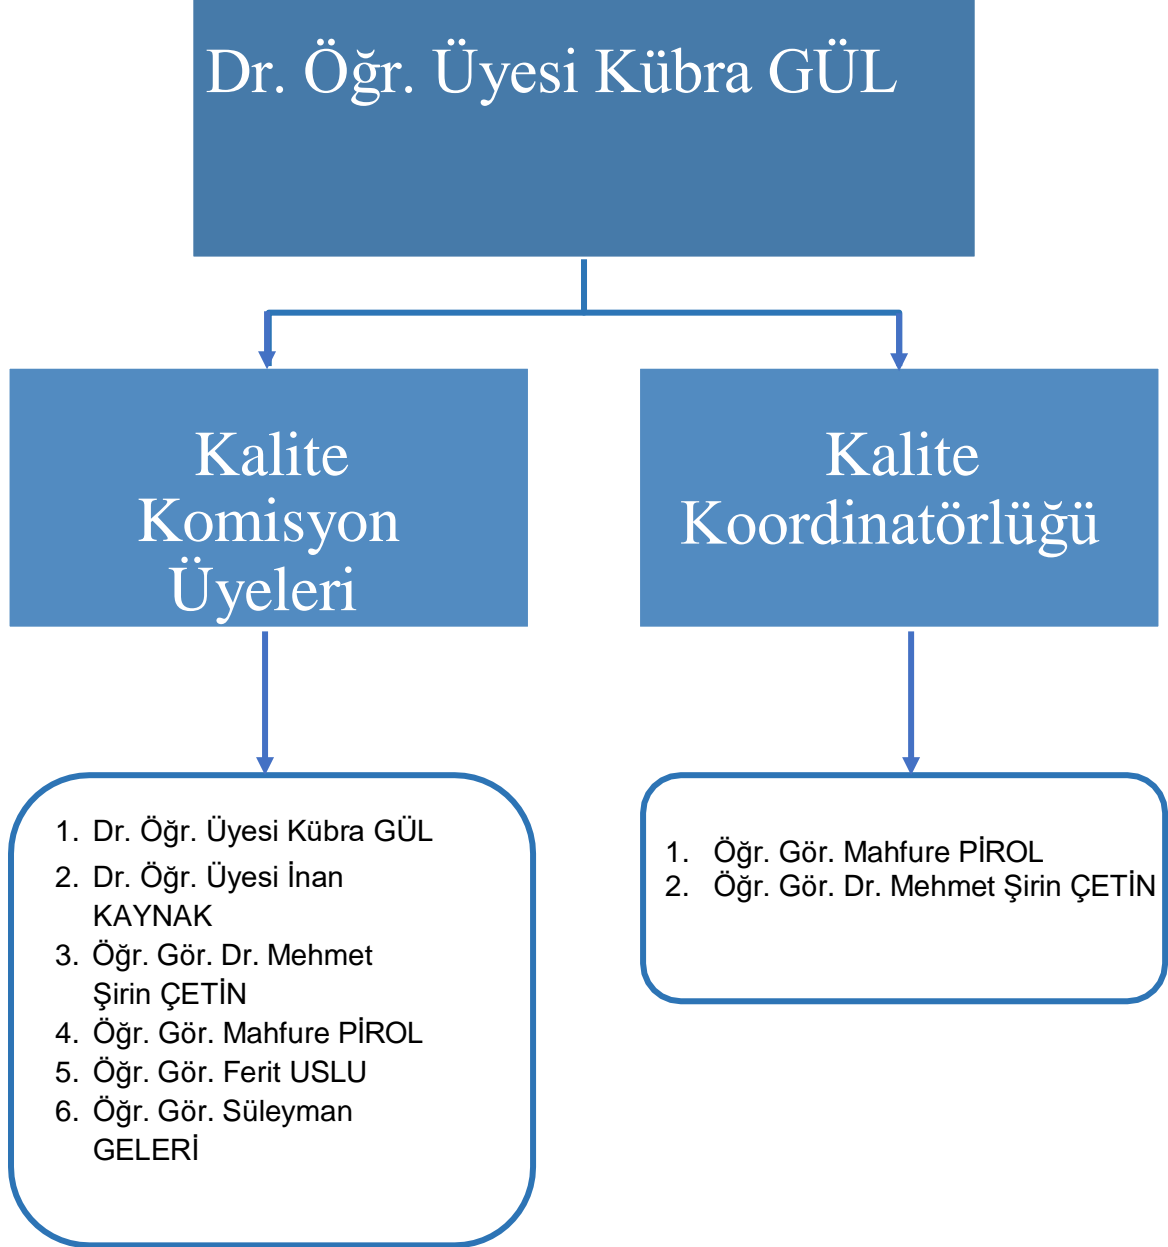 Dr. Öğr. Üyesi Kübra GÜL
Kalite
Komisyon
Üyeleri
Kalite
Koordinatörlüğü
1. Dr. Öğr. Üyesi Kübra GÜL
2. Dr. Öğr. Üyesi İnan
KAYNAK
3. Öğr. Gör. Dr. Mehmet
Şirin ÇETİN
4. Öğr. Gör. Mahfure PİROL
5. Öğr. Gör. Ferit USLU
6. Öğr. Gör. Süleyman
GELERİ
1. Öğr. Gör. Mahfure PİROL
2. Öğr. Gör. Dr. Mehmet Şirin ÇETİN